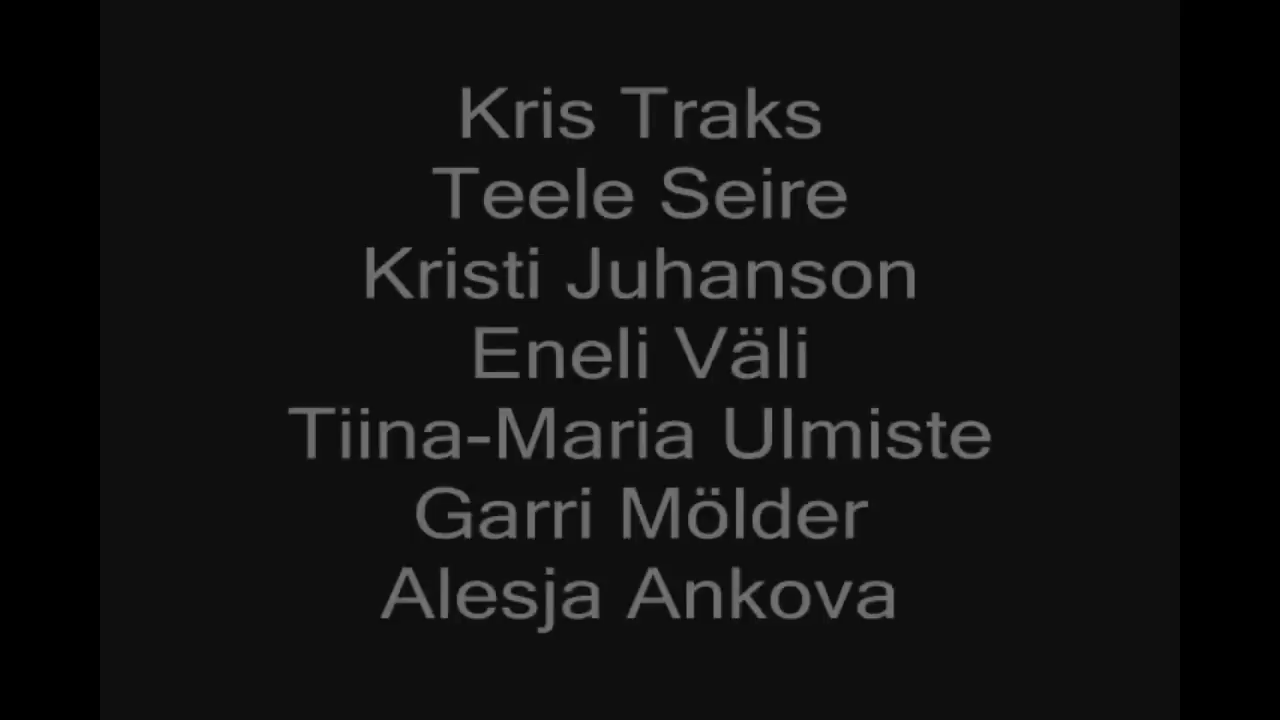 Kris Traks
Teele Seire
Kristi Juhanson
Eneli Väli
Tiina-Maria Ulmiste
Garri Mölder
Alesja Ankova